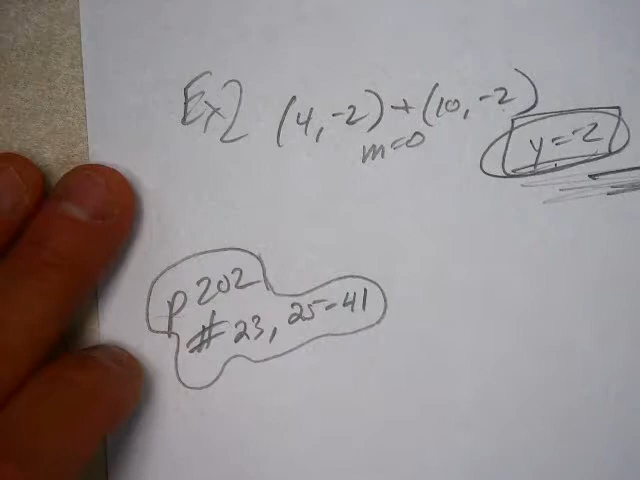 Ex2 (4,-2) + (10,-2)
m=0
y=-2
p 202
# 23, 25-41